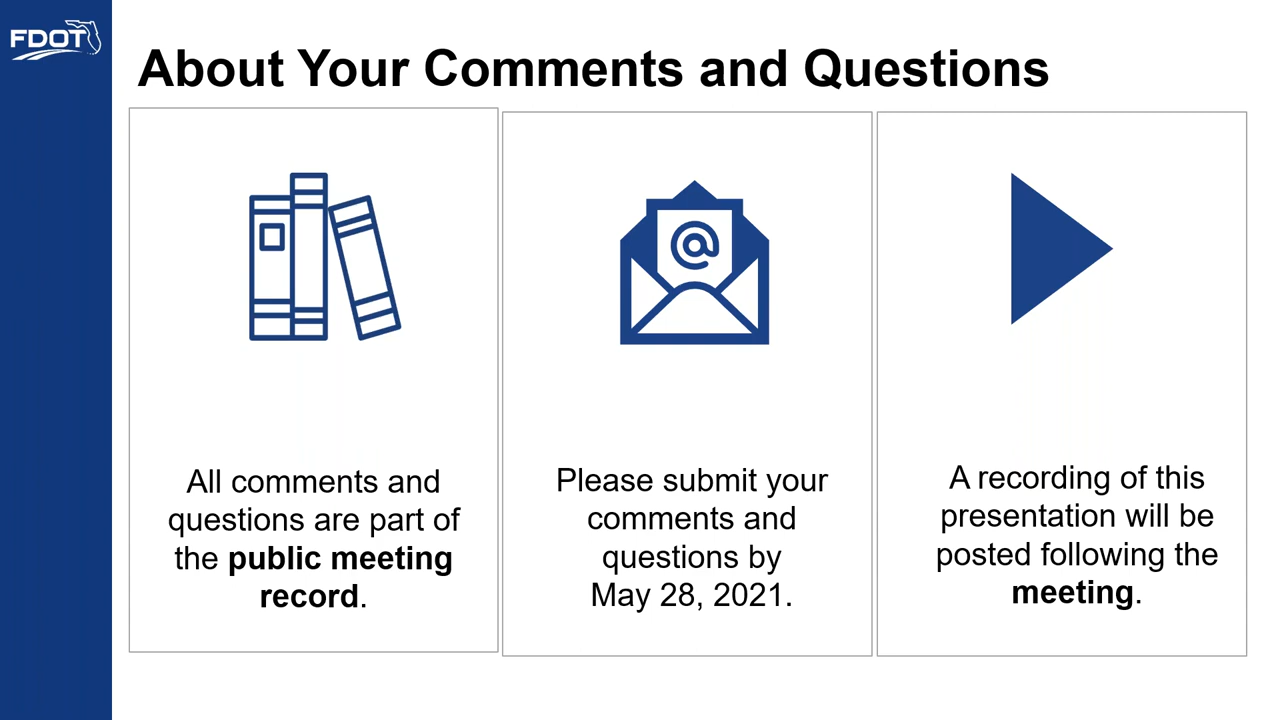 FDOT
About Your Comments and Questions
@
All comments and
questions are part of
the public meeting
record.
Please submit your
comments and
questions by
May 28, 2021.
A recording of this
presentation will be
posted following the
meeting.